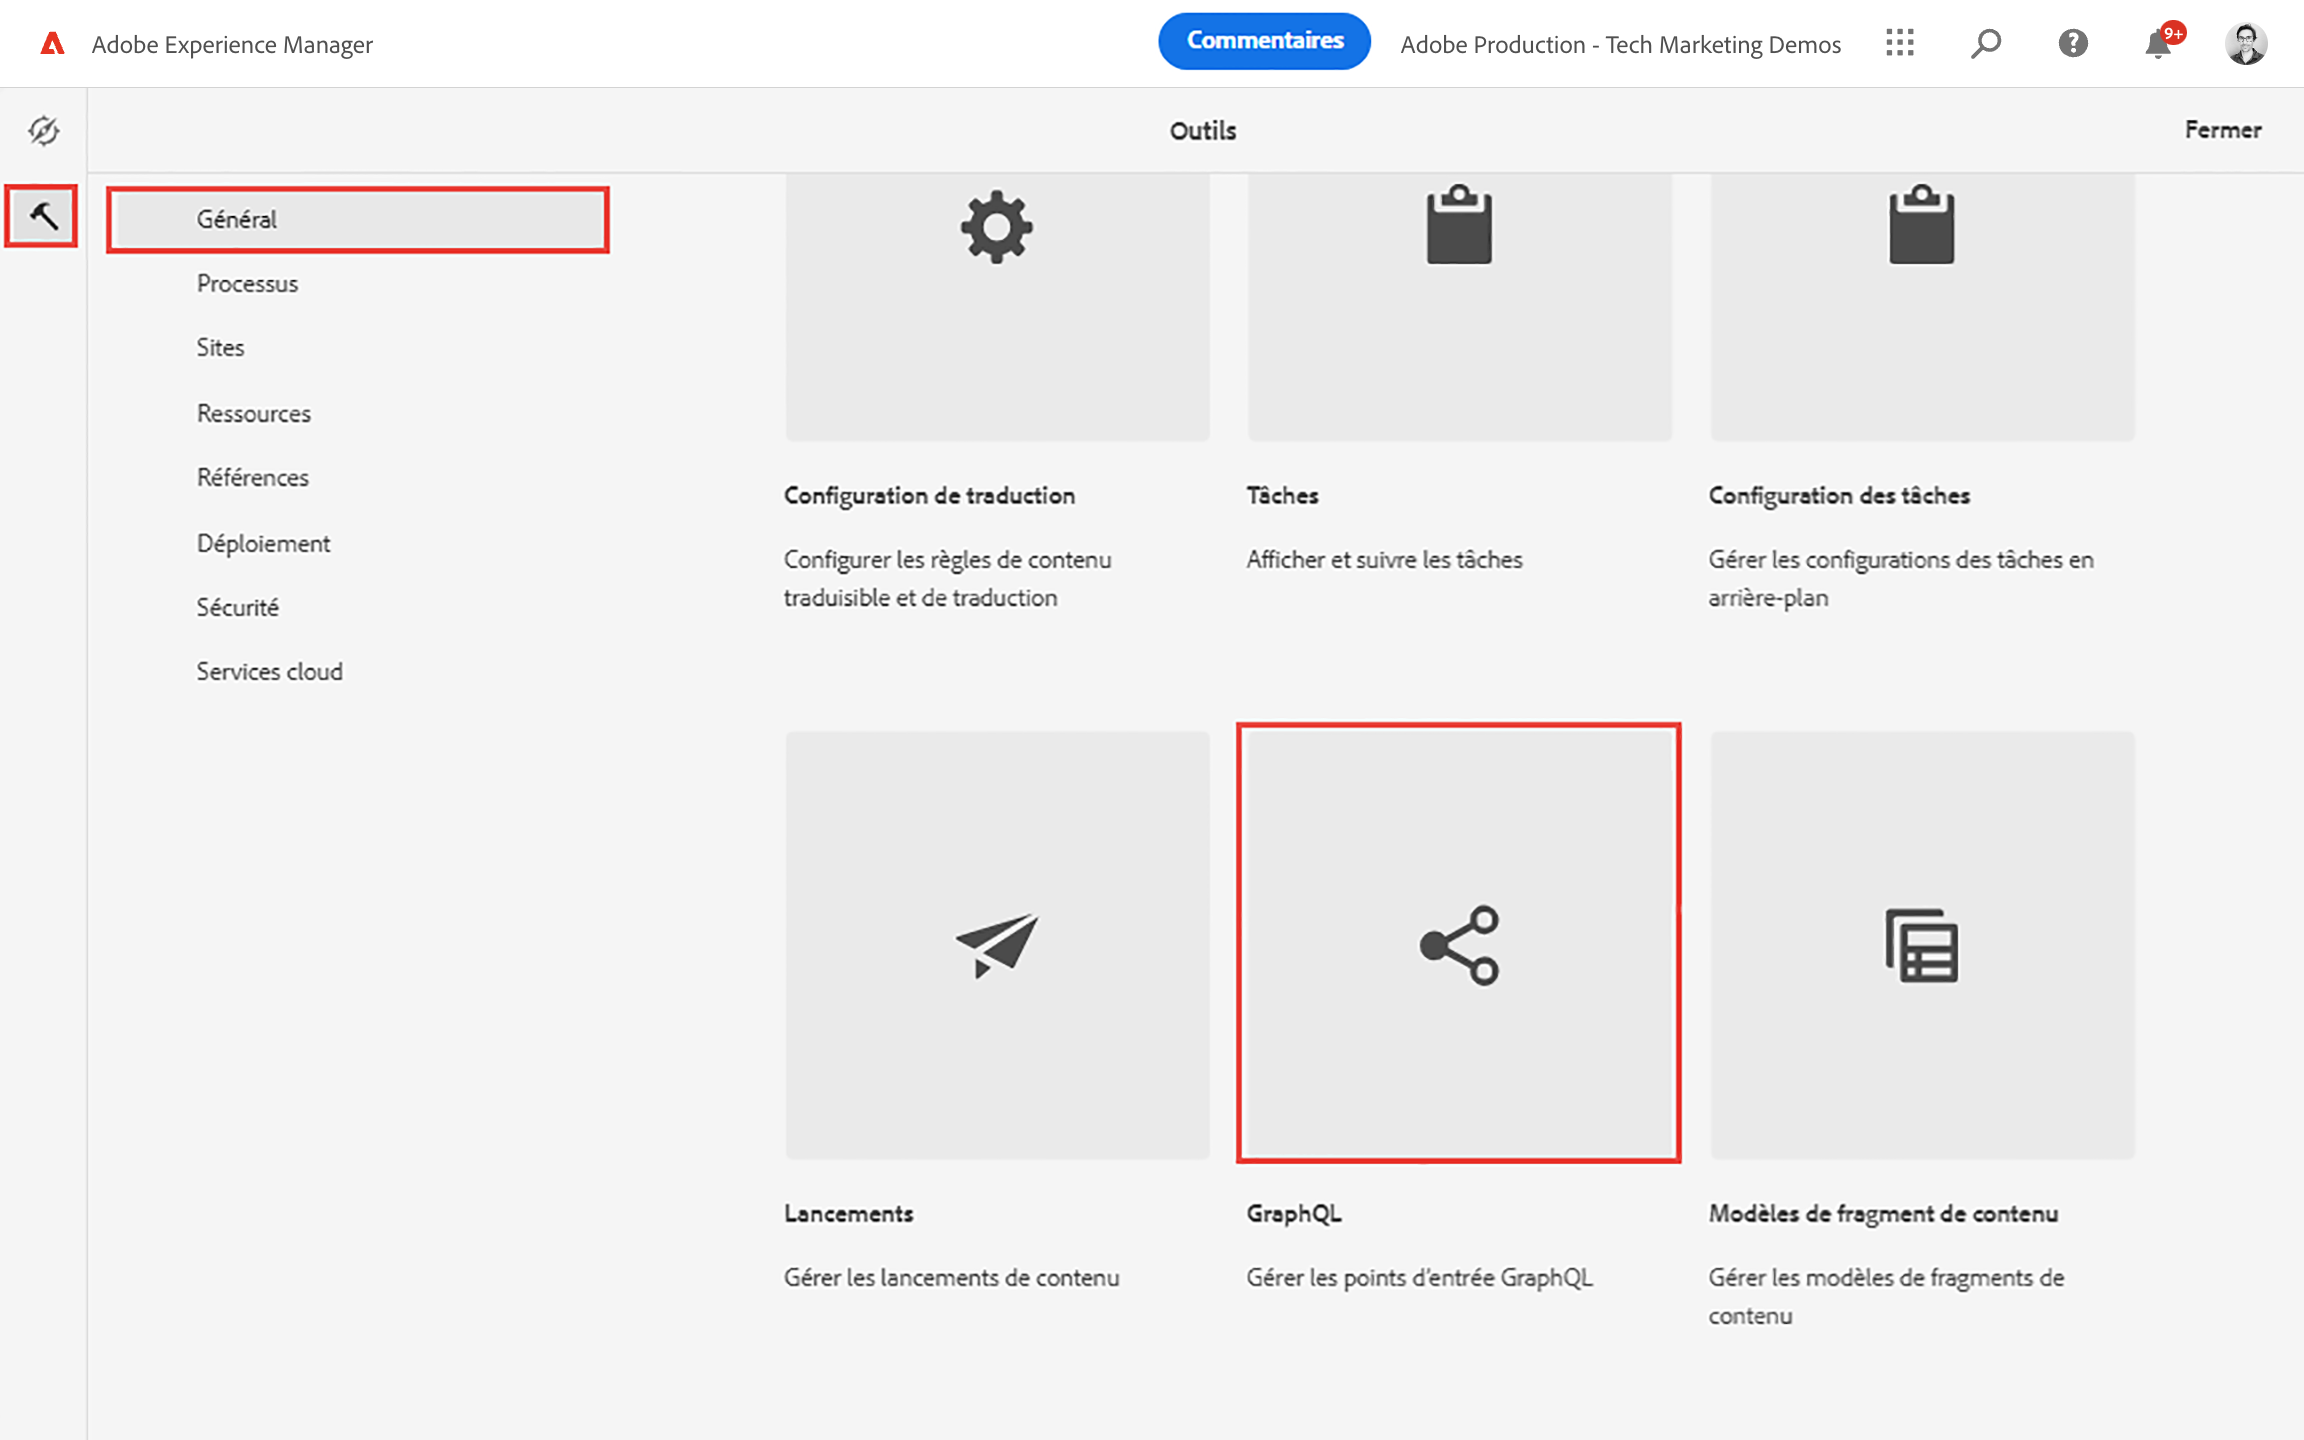 Adobe Experience Manager
Commentaires
Adobe Production - Tech Marketing Demos
9+
Outils
Fermer
Général
Processus
Sites
Ressources
Références
Déploiement
Sécurité
Services cloud
Configuration de traduction
Configurer les règles de contenu
traduisible et de traduction
Tâches
Afficher et suivre les tâches
Configuration des tâches
Gérer les configurations des tâches en
arrière-plan
Lancements
Gérer les lancements de contenu
GraphQL
Gérer les points d'entrée GraphQL
Modèles de fragment de contenu
Gérer les modèles de fragments de
contenu